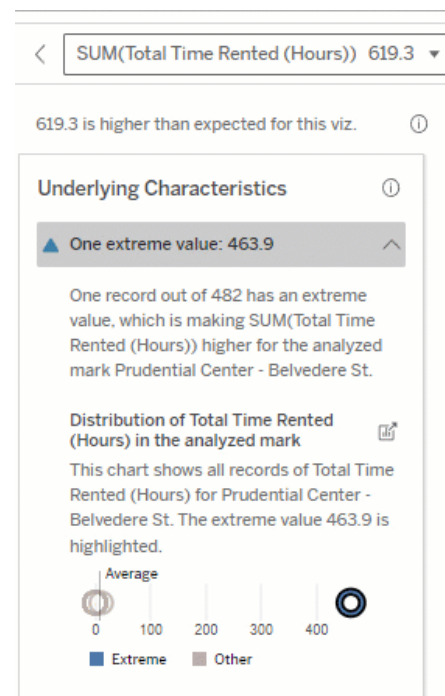 SUM(Total Time Rented (Hours)) 619.3
619.3 is higher than expected for this viz.
Underlying Characteristics
One extreme value: 463.9
One record out of 482 has an extreme
value, which is making SUM(Total Time
Rented (Hours)) higher for the analyzed
mark Prudential Center - Belvedere St.
Distribution of Total Time Rented
(Hours) in the analyzed mark
This chart shows all records of Total Time
Rented (Hours) for Prudential Center -
Belvedere St. The extreme value 463.9 is
highlighted.
Average
0 100 200 300 400
Extreme Other